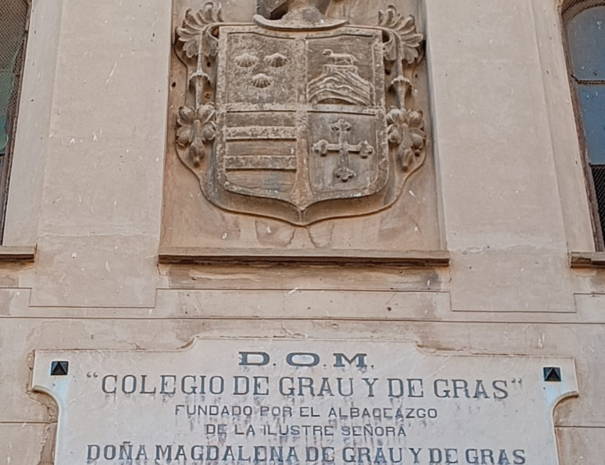 D.O.M.
"COLEGIO DE GRAU Y DE GRAS"
FUNDADO POR EL ALBACEAZGO
DE LA ILUSTRE SEÑORA
DOÑA MAGDALENA DE GRAU Y DE GRAS